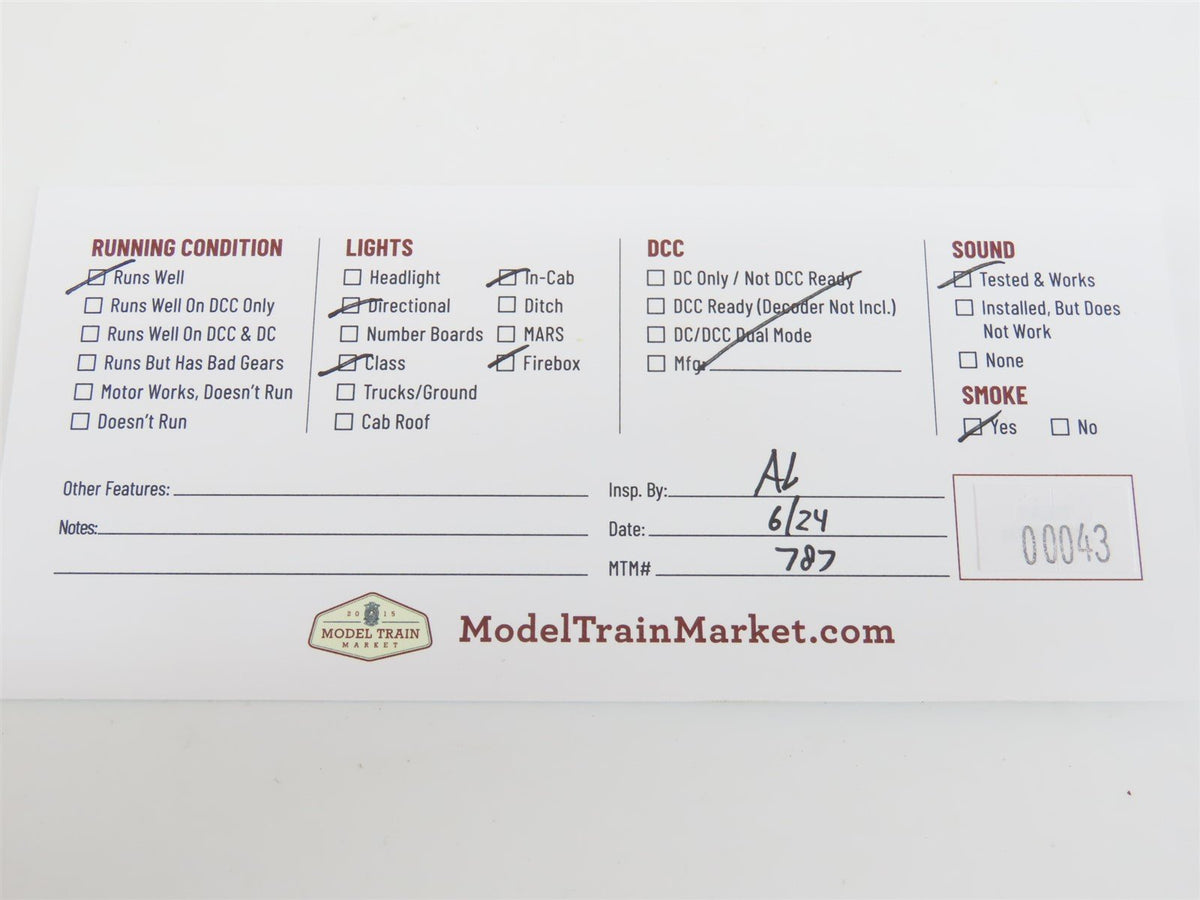 RUNNING CONDITION
Runs Well
Runs Well On DCC Only
Runs Well On DCC & DC
Runs But Has Bad Gears
Motor Works, Doesn't Run
Doesn't Run
LIGHTS
Headlight
Directional
Number Boards
Class
Trucks/Ground
Cab Roof
In-Cab
Ditch
MARS
Firebox
DCC
DC Only / Not DCC Ready
DCC Ready (Decoder Not Incl.)
DC/DCC Dual Mode
Mfg:
SOUND
Tested & Works
Installed, But Does
Not Work
None
SMOKE
Yes No
Other Features:
Notes:
Insp. By: AL
Date: 6/24
MTM# 787
00043
2015
MODEL TRAIN
MARKET
ModelTrainMarket.com